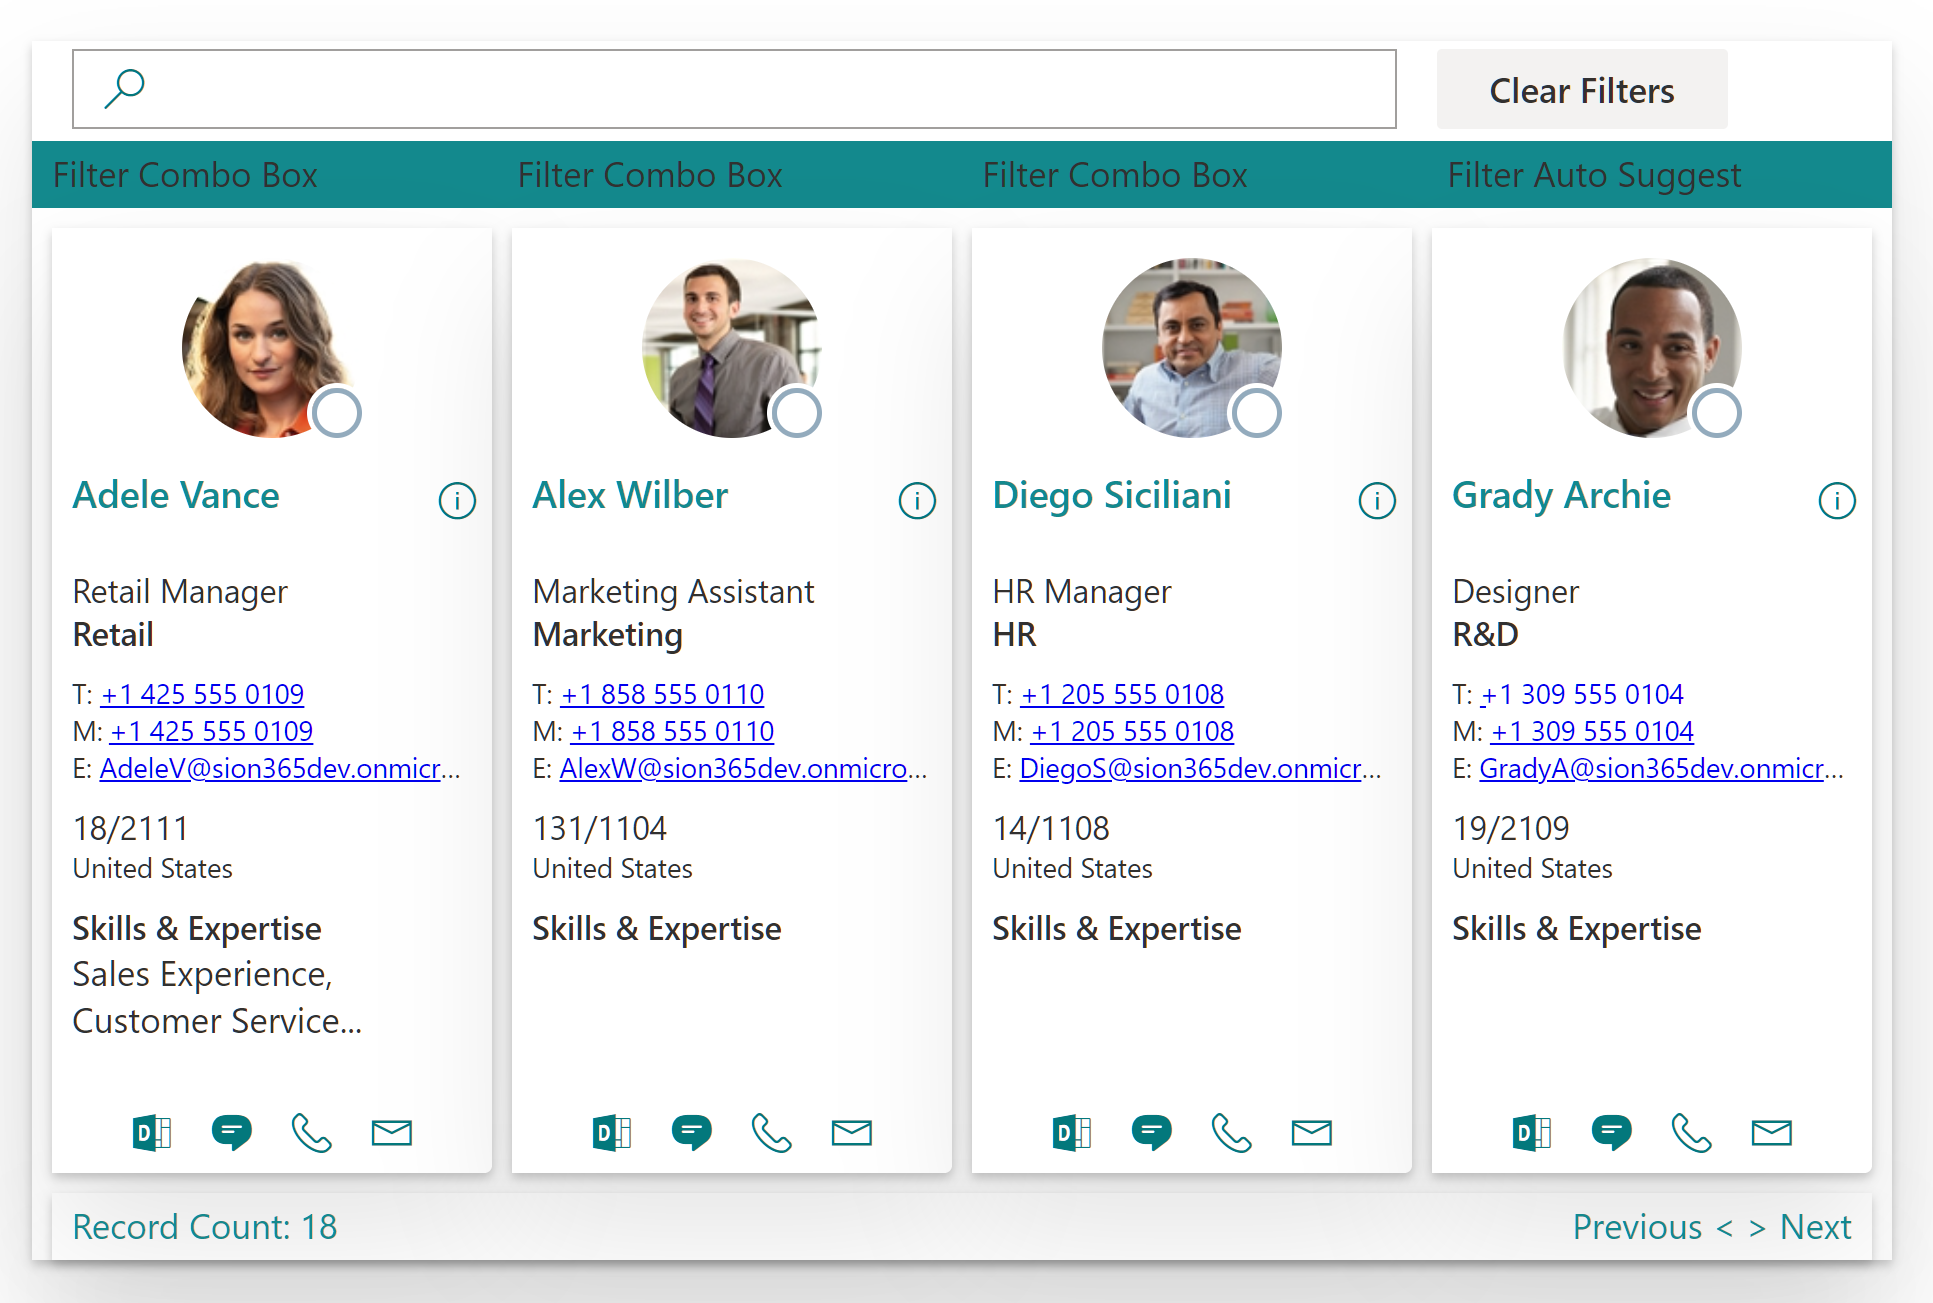 Clear Filters
Filter Combo Box
Filter Combo Box
Filter Combo Box
Filter Auto Suggest
Adele Vance
Retail Manager
Retail
T: +1 425 555 0109
M: +1 425 555 0109
E: AdeleV@sion365dev.onmicr...
18/2111
United States
Skills & Expertise
Sales Experience,
Customer Service...
Alex Wilber
Marketing Assistant
Marketing
T: +1 858 555 0110
M: +1 858 555 0110
E: AlexW@sion365dev.onmicro...
131/1104
United States
Skills & Expertise
Diego Siciliani
HR Manager
HR
T: +1 205 555 0108
M: +1 205 555 0108
E: DiegoS@sion365dev.onmicr...
14/1108
United States
Skills & Expertise
Grady Archie
Designer
R&D
T: +1 309 555 0104
M: +1 309 555 0104
E: GradyA@sion365dev.onmicr...
19/2109
United States
Skills & Expertise
Record Count: 18
Previous < > Next